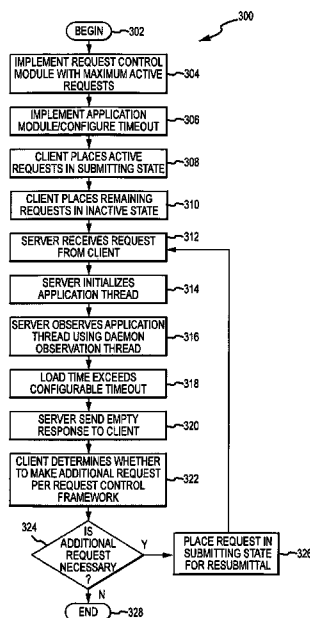 300
BEGIN
302
IMPLEMENT REQUEST CONTROL
MODULE WITH MAXIMUM ACTIVE
REQUESTS
304
IMPLEMENT APPLICATION
MODULE/CONFIGURE TIMEOUT
306
CLIENT PLACES ACTIVE
REQUESTS IN SUBMITTING STATE
308
CLIENT PLACES REMAINING
REQUESTS IN INACTIVE STATE
310
SERVER RECEIVES REQUEST
FROM CLIENT
312
SERVER INITIALIZES
APPLICATION THREAD
314
SERVER OBSERVES APPLICATION
THREAD USING DAEMON
OBSERVATION THREAD
316
LOAD TIME EXCEEDS
CONFIGURABLE TIMEOUT
318
SERVER SEND EMPTY
RESPONSE TO CLIENT
320
CLIENT DETERMINES WHETHER
TO MAKE ADDITIONAL REQUEST
PER REQUEST CONTROL
FRAMEWORK
322
324
IS
ADDITIONAL
REQUEST
NECESSARY
?
Y
N
PLACE REQUEST IN
SUBMITTING STATE
FOR RESUBMITTAL
326
END
328